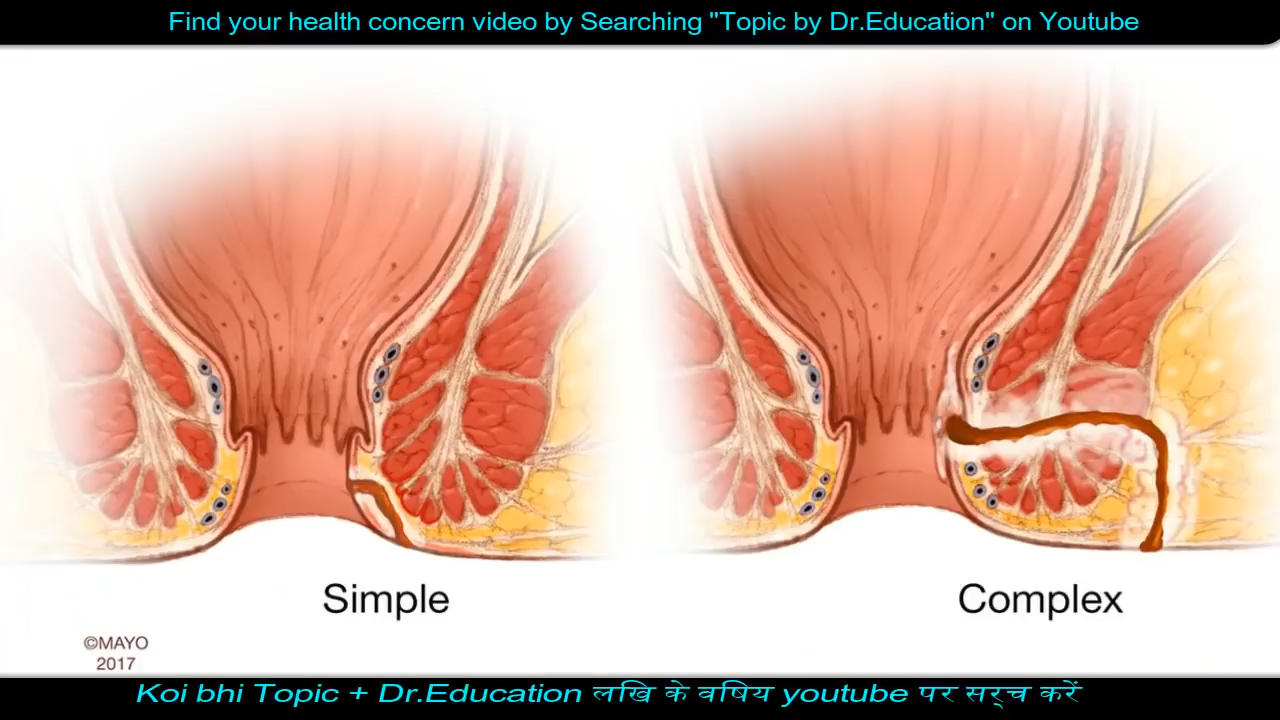 Find your health concern video by Searching "Topic by Dr.Education" on Youtube
Simple
Complex
©MAYO
2017
Koi bhi Topic + Dr.Education लखि के वषिय youtube पर सर्च करें